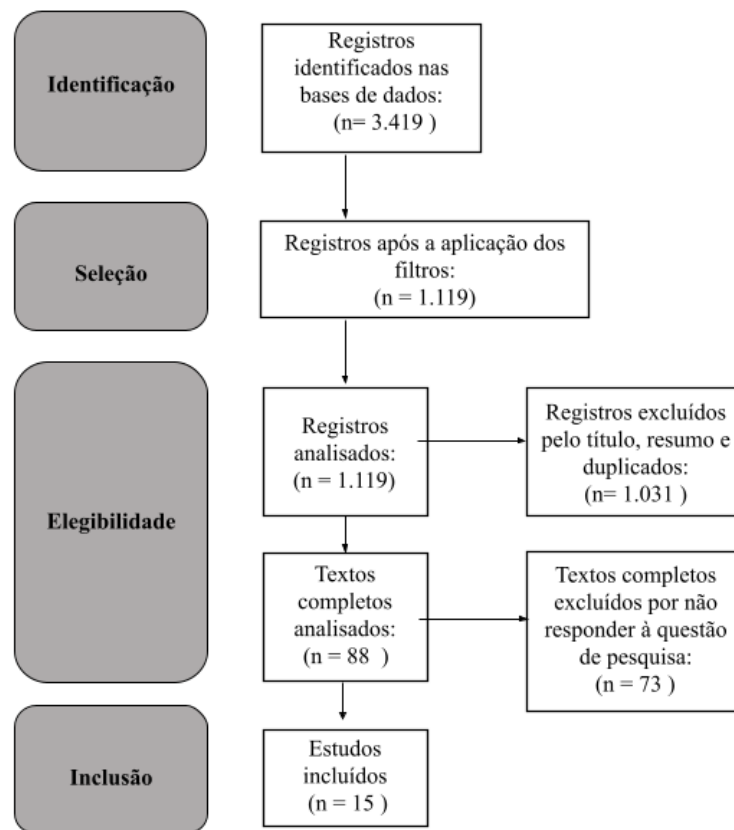 Identificação
Registros
identificados nas
bases de dados:
(n= 3.419 )
Seleção
Registros após a aplicação dos
filtros:
(n = 1.119)
Elegibilidade
Registros
analisados:
(n = 1.119)
Registros excluídos
pelo título, resumo e
duplicados:
(n= 1.031 )
Textos
completos
analisados:
(n = 88 )
Textos completos
excluídos por não
responder à questão
de pesquisa:
(n = 73 )
Inclusão
Estudos
incluídos
(n = 15 )